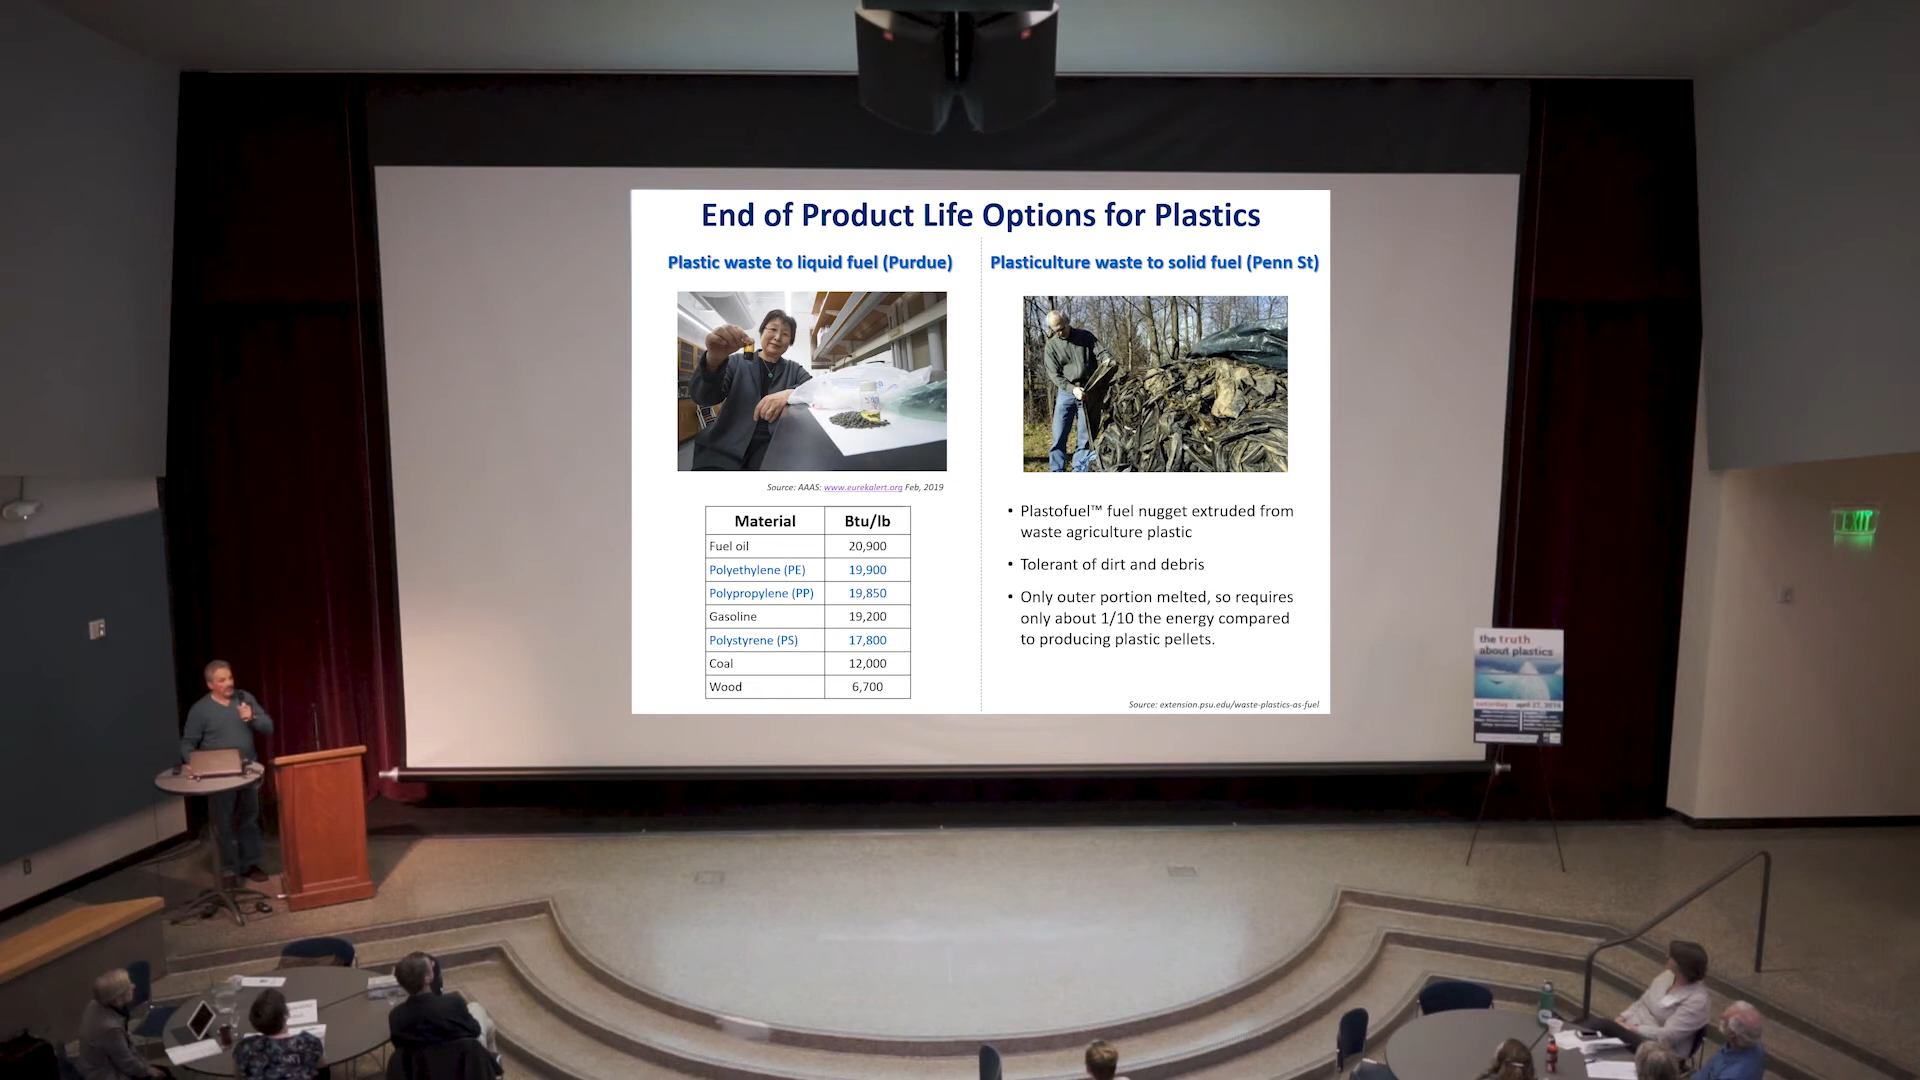 End of Product Life Options for Plastics
Plastic waste to liquid fuel (Purdue)
Source: AAAS: www.eurekalert.org Feb, 2019
Material Btu/lb
Fuel oil 20,900
Polyethylene (PE) 19,900
Polypropylene (PP) 19,850
Gasoline 19,200
Polystyrene (PS) 17,800
Coal 12,000
Wood 6,700
Plasticulture waste to solid fuel (Penn St)
• Plastofuel™ fuel nugget extruded from
waste agriculture plastic
• Tolerant of dirt and debris
• Only outer portion melted, so requires
only about 1/10 the energy compared
to producing plastic pellets.
Source: extension.psu.edu/waste-plastics-as-fuel
EXIT
the truth
about plastics
saturday april 27, 2019